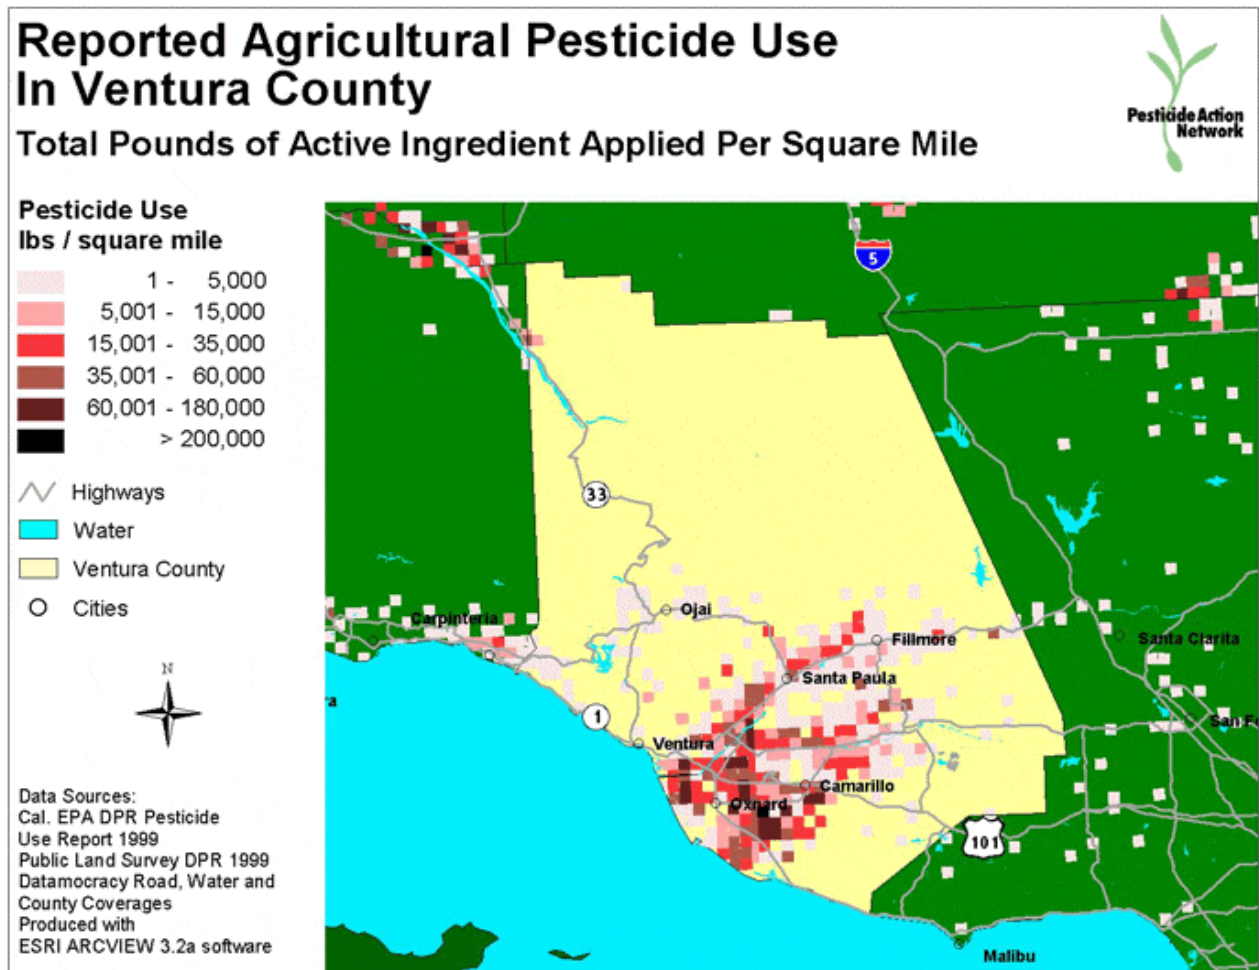 Reported Agricultural Pesticide Use
In Ventura County
Total Pounds of Active Ingredient Applied Per Square Mile
Pesticide Action
Network
Pesticide Use
lbs / square mile
1 - 5,000
5,001 - 15,000
15,001 - 35,000
35,001 - 60,000
60,001 - 180,000
> 200,000
Highways
Water
Ventura County
Cities
N
Data Sources:
Cal. EPA DPR Pesticide
Use Report 1999
Public Land Survey DPR 1999
Datamocracy Road, Water and
County Coverages
Produced with
ESRI ARCVIEW 3.2a software
5
33
Ojai
Carpinteria
Fillmore
Santa Clarita
Santa Paula
ra
1
San Fe
Ventura
Camarillo
Oxnard
101
Malibu